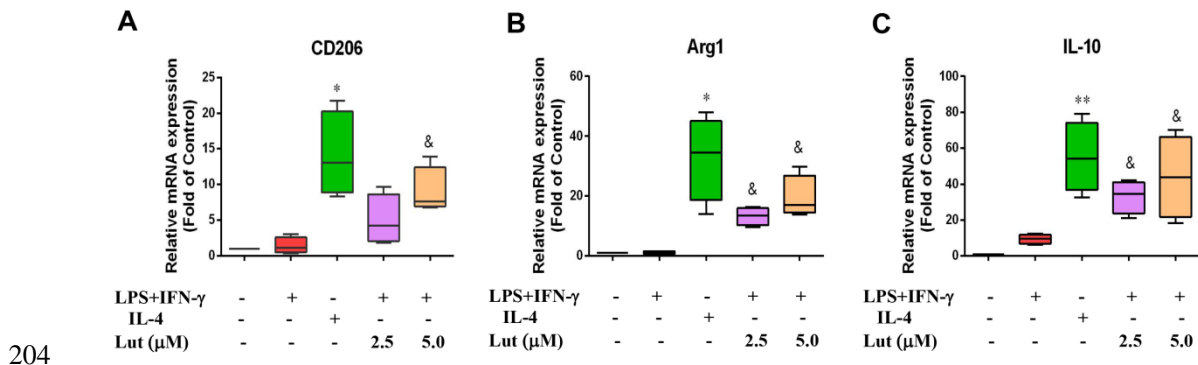 A
B
C
CD206
Arg1
IL-10
Relative mRNA expression
(Fold of Control)
25
20
15
10
5
0
*
&
Relative mRNA expression
(Fold of Control)
60
40
20
0
*
&
&
Relative mRNA expression
(Fold of Control)
100
80
60
40
20
0
**
&
&
LPS+IFN-γ - + - + +
IL-4 - - + - -
Lut (μM) - - - 2.5 5.0
LPS+IFN-γ - + - + +
IL-4 - - + - -
Lut (μM) - - - 2.5 5.0
LPS+IFN-γ - + - + +
IL-4 - - + - -
Lut (μM) - - - 2.5 5.0
204